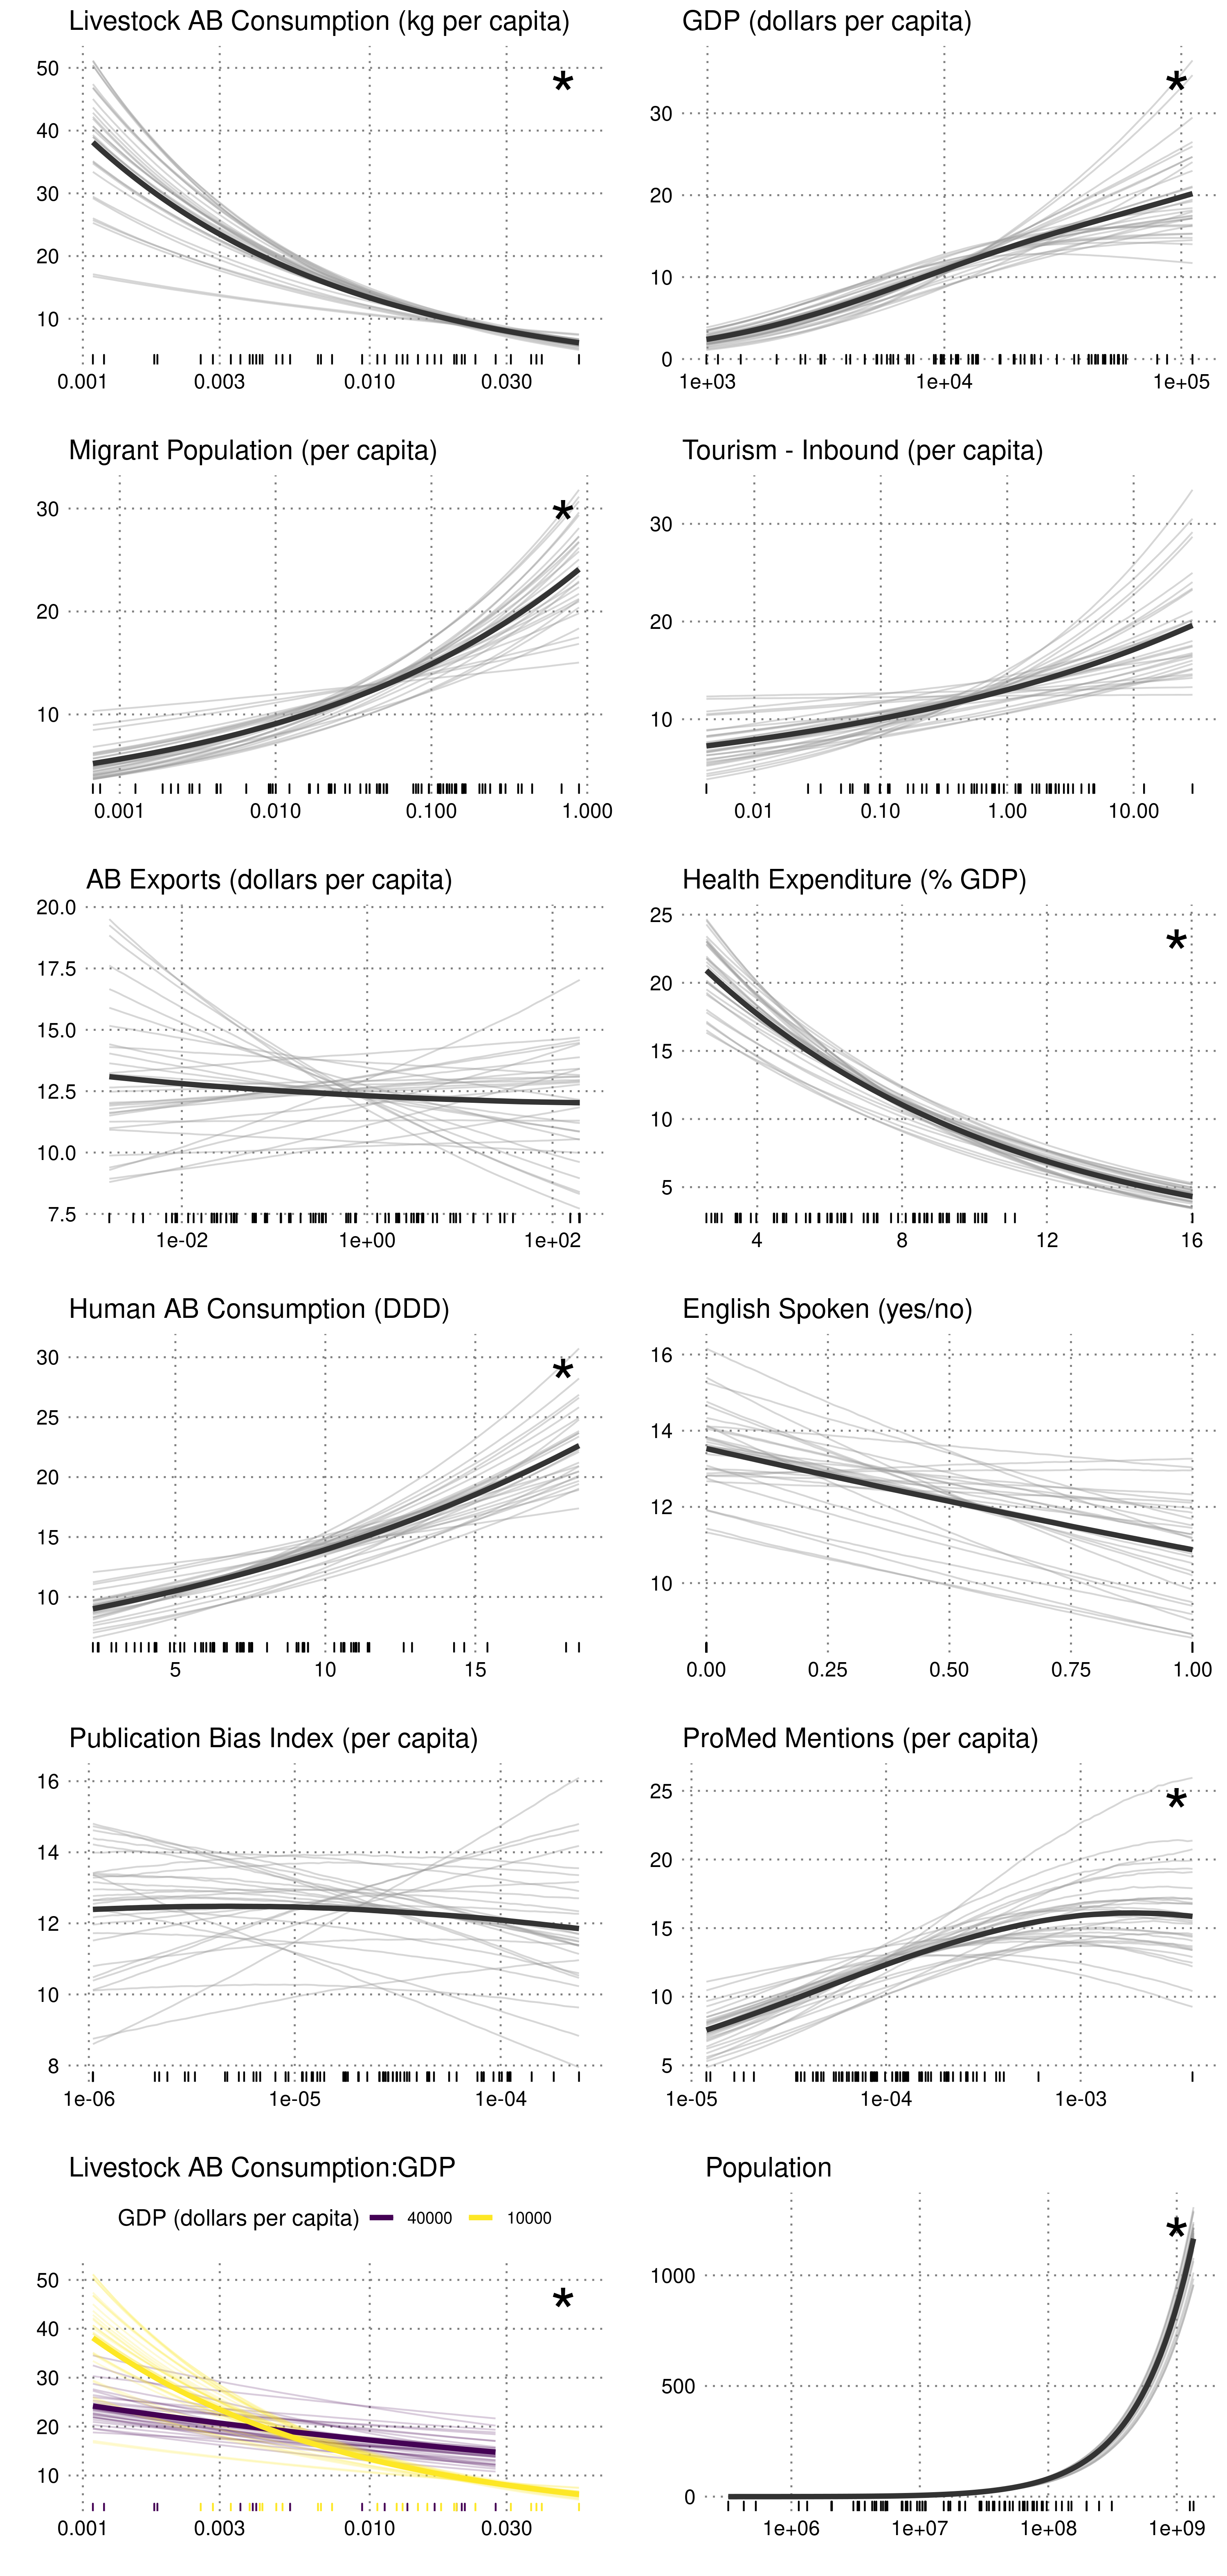 Livestock AB Consumption (kg per capita)
50
40
30
20
10
0.001 0.003 0.010 0.030
GDP (dollars per capita)
30
20
10
0
1e+03 1e+04 1e+05
Migrant Population (per capita)
30
20
10
0.001 0.010 0.100 1.000
Tourism - Inbound (per capita)
30
20
10
0.01 0.10 1.00 10.00
AB Exports (dollars per capita)
20.0
17.5
15.0
12.5
10.0
7.5
1e-02 1e+00 1e+02
Health Expenditure (% GDP)
25
20
15
10
5
4 8 12 16
Human AB Consumption (DDD)
30
25
20
15
10
5 10 15
English Spoken (yes/no)
16
14
12
10
0.00 0.25 0.50 0.75 1.00
Publication Bias Index (per capita)
16
14
12
10
8
1e-06 1e-05 1e-04
ProMed Mentions (per capita)
25
20
15
10
5
1e-05 1e-04 1e-03
Livestock AB Consumption:GDP
GDP (dollars per capita) 40000 10000
50
40
30
20
10
0.001 0.003 0.010 0.030
Population
1000
500
0
1e+06 1e+07 1e+08 1e+09